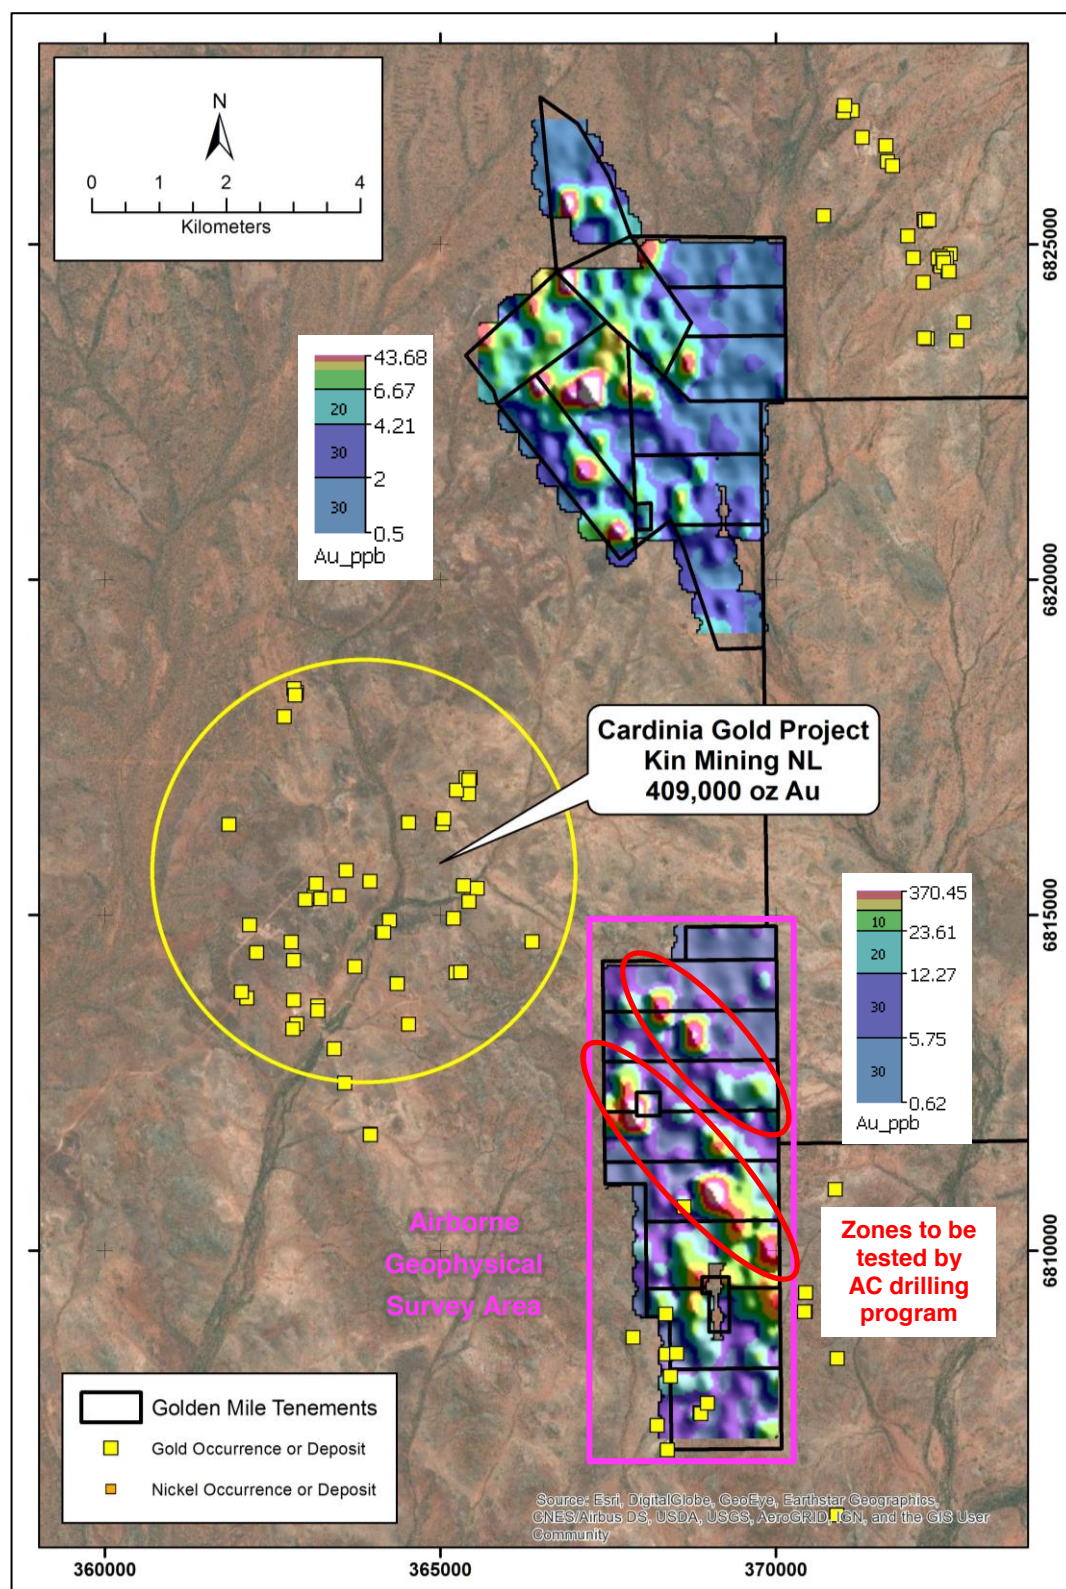 N
0 1 2 4
Kilometers
6825000
43.68
6.67
20
4.21
30
2
30
0.5
Au_ppb
6820000
Cardinia Gold Project
Kin Mining NL
409,000 oz Au
6815000
370.45
10
23.61
20
12.27
30
5.75
30
0.62
Au_ppb
Airborne
Geophysical
Survey Area
Zones to be
tested by
AC drilling
program
6810000
Golden Mile Tenements
Gold Occurrence or Deposit
Nickel Occurrence or Deposit
Source: Esri, DigitalGlobe, GeoEye, Earthstar Geographics,
CNES/Airbus DS, USDA, USGS, AeroGRID, IGN, and the GIS User
Community
360000 365000 370000